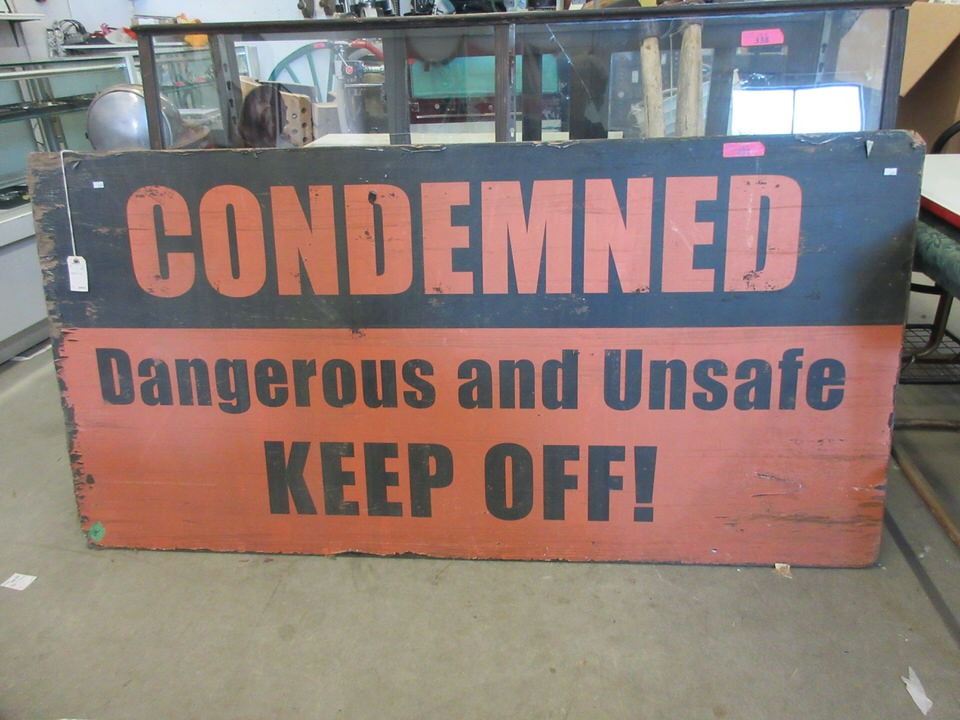 CONDEMNED
Dangerous and Unsafe
KEEP OFF!